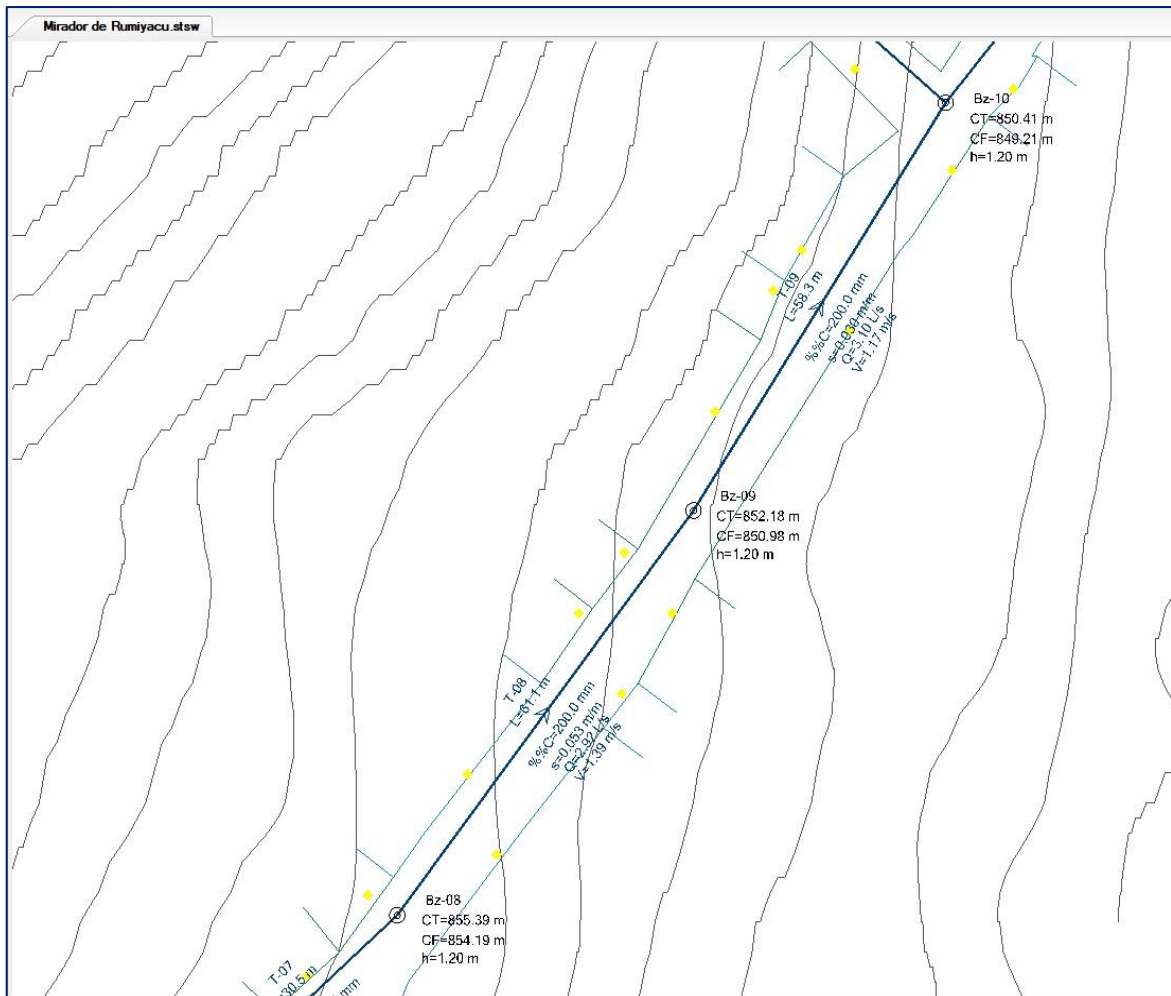 Mirador de Rumiyacu.stsw
Bz-10
CT=850.41 m
CF=849.21 m
h=1.20 m
T-09
L=58.3 m
%%C=200.0 mm
s=0.030 m/m
Q=3.10 L/s
V=1.17 m/s
Bz-09
CT=852.18 m
CF=850.98 m
h=1.20 m
T-08
L=61.1 m
%%C=200.0 mm
s=0.053 m/m
Q=2.92 L/s
V=1.39 m/s
Bz-08
CT=855.39 m
CF=854.19 m
h=1.20 m
T-07
mm